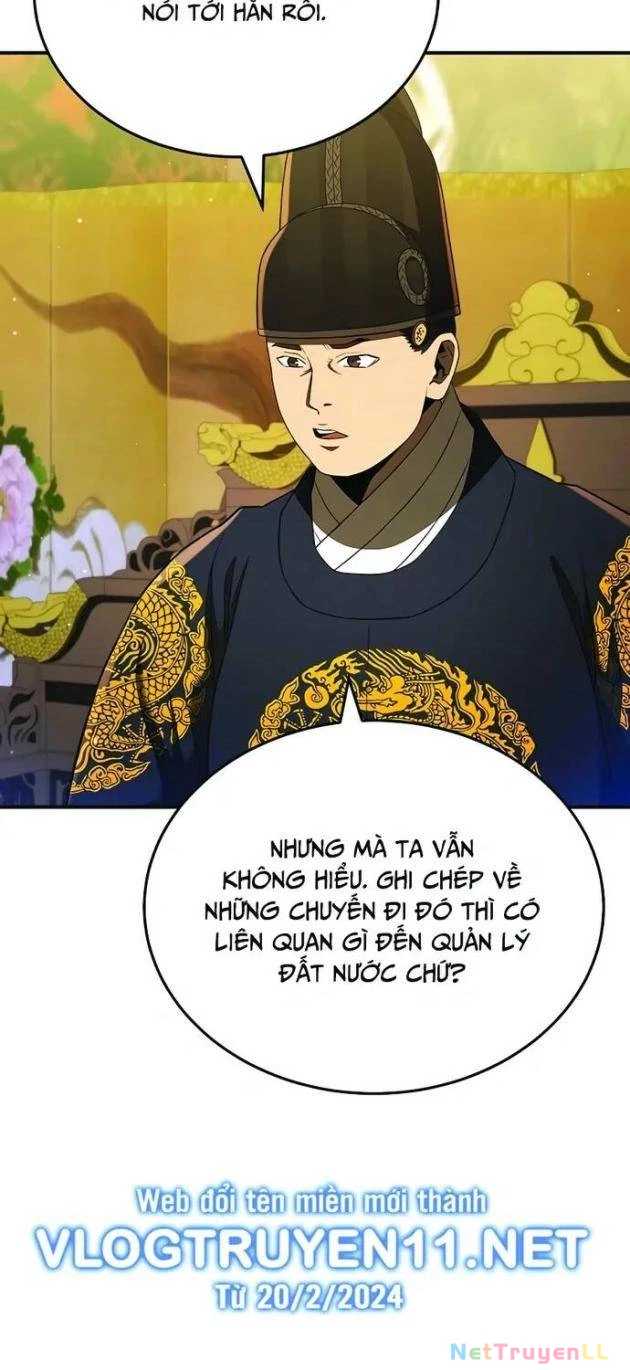 NÓI TỚI HẮN RỒI.
NHƯNG MÀ TA VẪN
KHÔNG HIỂU. GHI CHÉP VỀ
NHỮNG CHUYẾN ĐI ĐÓ THÌ CÓ
LIÊN QUAN GÌ ĐẾN QUẢN LÝ
ĐẤT NƯỚC CHỨ?
Web đổi tên miền mới thành
VLOGTRUYEN11.NET
Từ 20/2/2024
NetTruyenLL